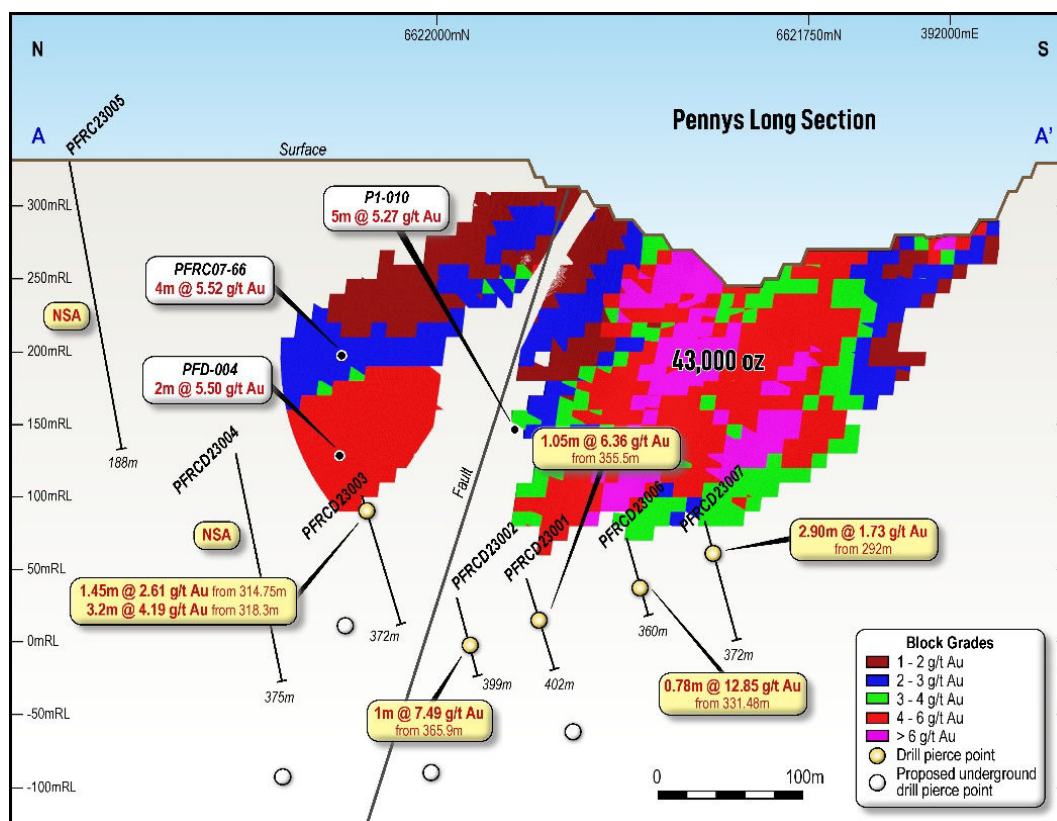 6622000mN
6621750mN
392000mE
N
S
PFRC23005
Pennys Long Section
A
A'
Surface
300mRL
250mRL
200mRL
150mRL
100mRL
50mRL
0mRL
-50mRL
-100mRL
P1-010
5m @ 5.27 g/t Au
PFRC07-66
4m @ 5.52 g/t Au
NSA
PFD-004
2m @ 5.50 g/t Au
43,000 oz
188m
PFRCD23004
1.05m @ 6.36 g/t Au
from 355.5m
Fault
PFRCD23003
PFRCD23002
PFRCD23001
PFRCD23006
PFRCD23007
NSA
2.90m @ 1.73 g/t Au
from 292m
1.45m @ 2.61 g/t Au from 314.75m
3.2m @ 4.19 g/t Au from 318.3m
372m
360m
372m
375m
399m
402m
1m @ 7.49 g/t Au
from 365.9m
0.78m @ 12.85 g/t Au
from 331.48m
Block Grades
1 - 2 g/t Au
2 - 3 g/t Au
3 - 4 g/t Au
4 - 6 g/t Au
> 6 g/t Au
Drill pierce point
Proposed underground
drill pierce point
0
100m